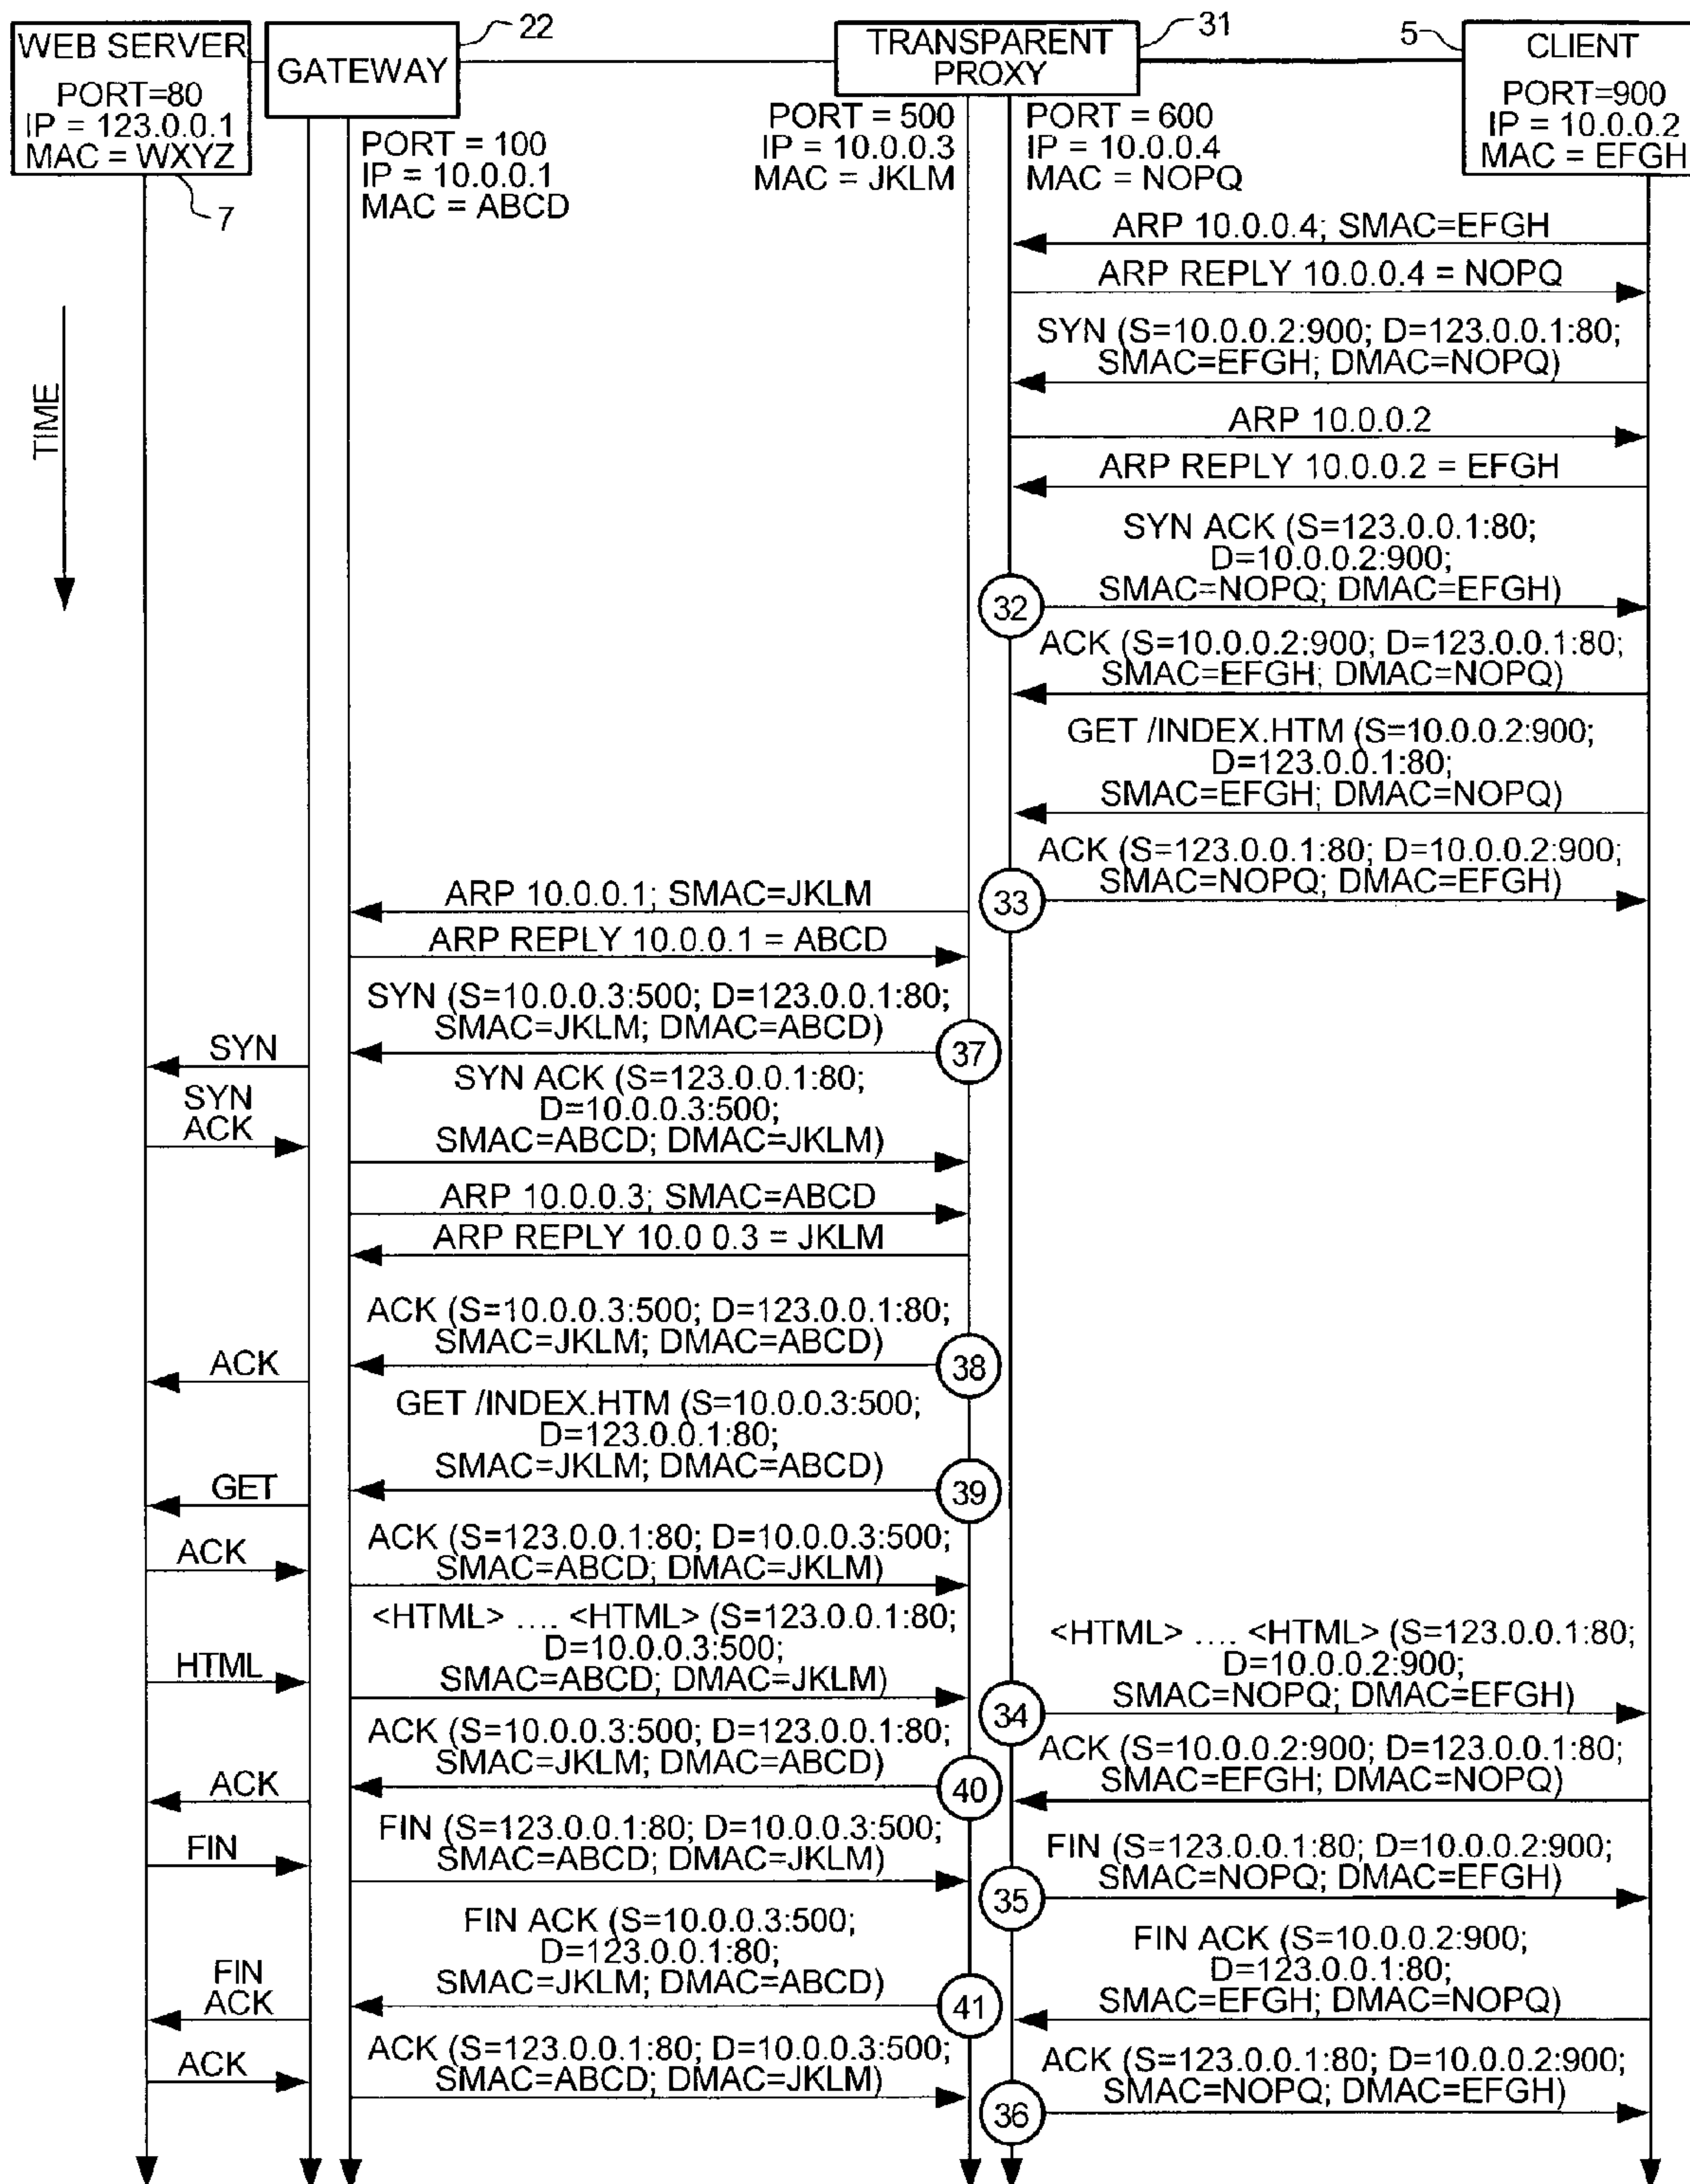 WEB SERVER
PORT=80
IP = 123.0.0.1
MAC = WXYZ
7
GATEWAY
22
PORT = 100
IP = 10.0.0.1
MAC = ABCD
TRANSPARENT
PROXY
31
PORT = 500
IP = 10.0.0.3
MAC = JKLM
PORT = 600
IP = 10.0.0.4
MAC = NOPQ
5
CLIENT
PORT=900
IP = 10.0.0.2
MAC = EFGH
TIME
ARP 10.0.0.4; SMAC=EFGH
ARP REPLY 10.0.0.4 = NOPQ
SYN (S=10.0.0.2:900; D=123.0.0.1:80;
SMAC=EFGH; DMAC=NOPQ)
ARP 10.0.0.2
ARP REPLY 10.0.0.2 = EFGH
SYN ACK (S=123.0.0.1:80;
D=10.0.0.2:900;
SMAC=NOPQ; DMAC=EFGH)
32
ACK (S=10.0.0.2:900; D=123.0.0.1:80;
SMAC=EFGH; DMAC=NOPQ)
GET /INDEX.HTM (S=10.0.0.2:900;
D=123.0.0.1:80;
SMAC=EFGH; DMAC=NOPQ)
ACK (S=123.0.0.1:80; D=10.0.0.2:900;
SMAC=NOPQ; DMAC=EFGH)
33
ARP 10.0.0.1; SMAC=JKLM
ARP REPLY 10.0.0.1 = ABCD
SYN (S=10.0.0.3:500; D=123.0.0.1:80;
SMAC=JKLM; DMAC=ABCD)
37
SYN
SYN ACK (S=123.0.0.1:80;
D=10.0.0.3:500;
SMAC=ABCD; DMAC=JKLM)
SYN
ACK
ARP 10.0.0.3; SMAC=ABCD
ARP REPLY 10.0 0.3 = JKLM
ACK (S=10.0.0.3:500; D=123.0.0.1:80;
SMAC=JKLM; DMAC=ABCD)
38
ACK
GET /INDEX.HTM (S=10.0.0.3:500;
D=123.0.0.1:80;
SMAC=JKLM; DMAC=ABCD)
39
GET
ACK (S=123.0.0.1:80; D=10.0.0.3:500;
SMAC=ABCD; DMAC=JKLM)
ACK
<HTML> .... <HTML> (S=123.0.0.1:80;
D=10.0.0.3:500;
SMAC=ABCD; DMAC=JKLM)
HTML
<HTML> .... <HTML> (S=123.0.0.1:80;
D=10.0.0.2:900;
SMAC=NOPQ; DMAC=EFGH)
34
ACK (S=10.0.0.3:500; D=123.0.0.1:80;
SMAC=JKLM; DMAC=ABCD)
40
ACK
ACK (S=10.0.0.2:900; D=123.0.0.1:80;
SMAC=EFGH; DMAC=NOPQ)
FIN (S=123.0.0.1:80; D=10.0.0.3:500;
SMAC=ABCD; DMAC=JKLM)
FIN
FIN (S=123.0.0.1:80; D=10.0.0.2:900;
SMAC=NOPQ; DMAC=EFGH)
35
FIN ACK (S=10.0.0.3:500;
D=123.0.0.1:80;
SMAC=JKLM; DMAC=ABCD)
41
FIN
ACK
FIN ACK (S=10.0.0.2:900;
D=123.0.0.1:80;
SMAC=EFGH; DMAC=NOPQ)
ACK (S=123.0.0.1:80; D=10.0.0.3:500;
SMAC=ABCD; DMAC=JKLM)
ACK
ACK (S=123.0.0.1:80; D=10.0.0.2:900;
SMAC=NOPQ; DMAC=EFGH)
36